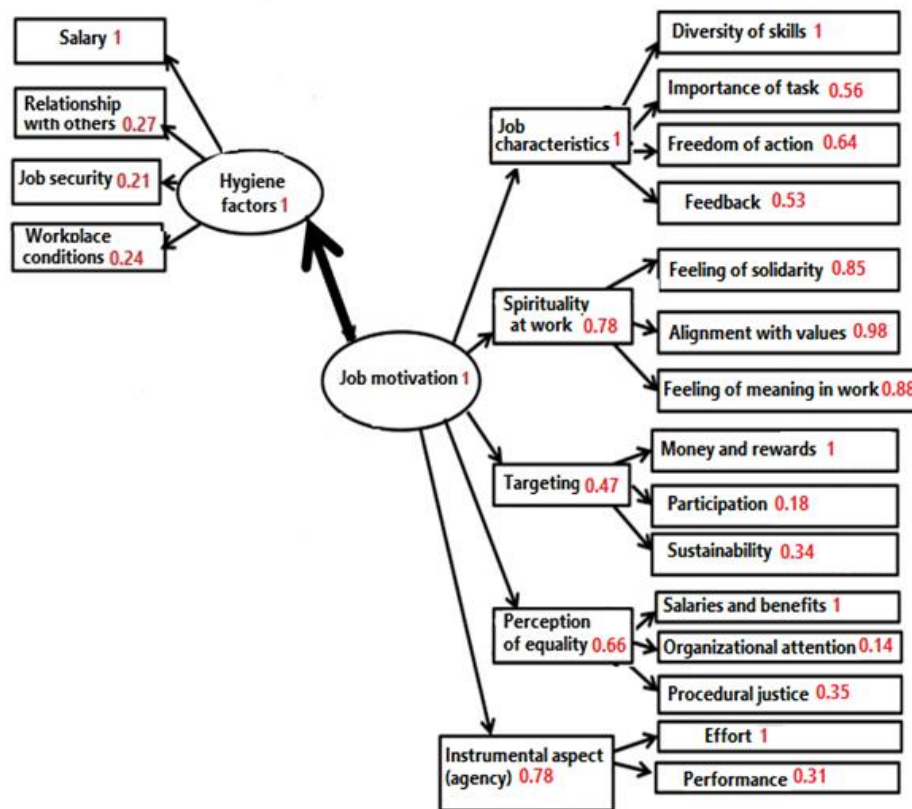 Salary 1
Relationship
with others 0.27
Job security 0.21
Workplace
conditions 0.24
Hygiene
factors 1
Job motivation 1
Job
characteristics 1
Diversity of skills 1
Importance of task 0.56
Freedom of action 0.64
Feedback 0.53
Spirituality
at work 0.78
Feeling of solidarity 0.85
Alignment with values 0.98
Feeling of meaning in work 0.88
Targeting 0.47
Money and rewards 1
Participation 0.18
Sustainability 0.34
Perception
of equality 0.66
Salaries and benefits 1
Organizational attention 0.14
Procedural justice 0.35
Instrumental aspect
(agency) 0.78
Effort 1
Performance 0.31